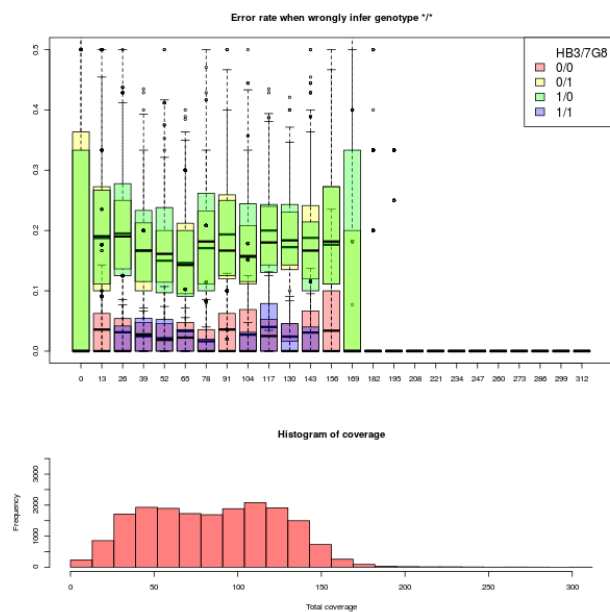 Error rate when wrongly infer genotype */*
HB3/7G8
0/0
0/1
1/0
1/1
0.5
0.4
0.3
0.2
0.1
0.0
0 13 26 39 52 65 78 91 104 117 130 143 156 169 182 195 208 221 234 247 260 273 286 299 312
Histogram of coverage
Frequency
3000
2000
1000
0
0 50 100 150 200 250 300
Total coverage